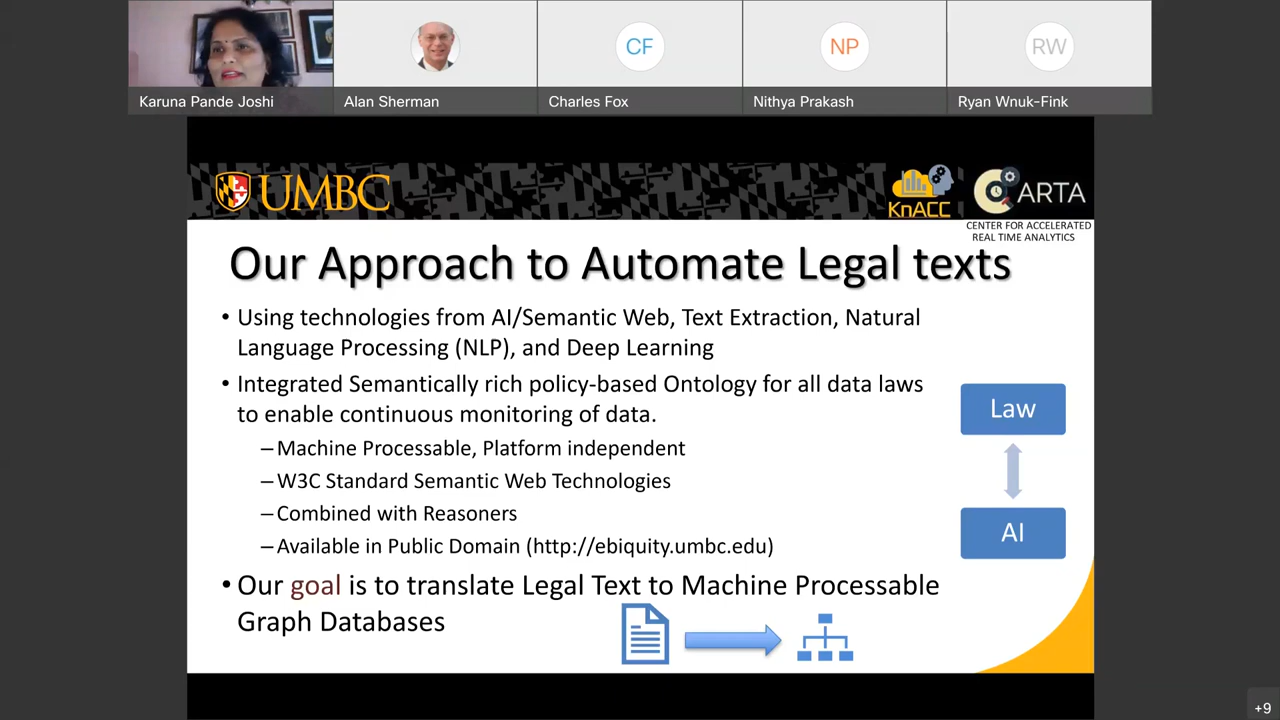 CF
NP
RW
Karuna Pande Joshi
Alan Sherman
Charles Fox
Nithya Prakash
Ryan Wnuk-Fink
UMBC
KnACC
CARTA
CENTER FOR ACCELERATED
REAL TIME ANALYTICS
Our Approach to Automate Legal texts
• Using technologies from AI/Semantic Web, Text Extraction, Natural
Language Processing (NLP), and Deep Learning
• Integrated Semantically rich policy-based Ontology for all data laws
to enable continuous monitoring of data.
–Machine Processable, Platform independent
–W3C Standard Semantic Web Technologies
–Combined with Reasoners
–Available in Public Domain (http://ebiquity.umbc.edu)
Law
AI
• Our goal is to translate Legal Text to Machine Processable
Graph Databases
+9